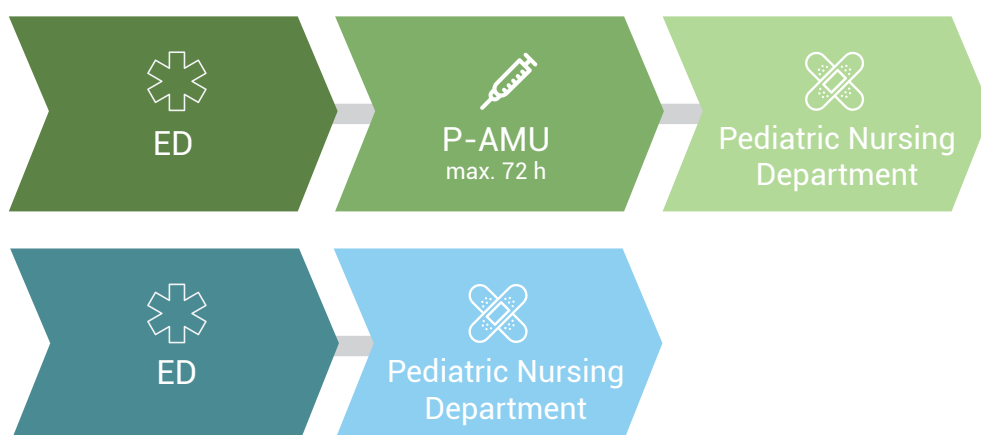 ED
P-AMU
max. 72 h
Pediatric Nursing
Department
ED
Pediatric Nursing
Department